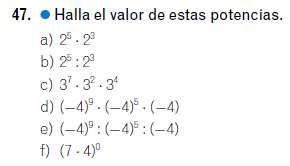 47. ● Halla el valor de estas potencias.
a) 2⁵ · 2³
b) 2⁵ : 2³
c) 3⁷ · 3² · 3⁴
d) (–4)⁹ · (–4)⁵ · (–4)
e) (–4)⁹ : (–4)⁵ : (–4)
f) (7 · 4)⁰